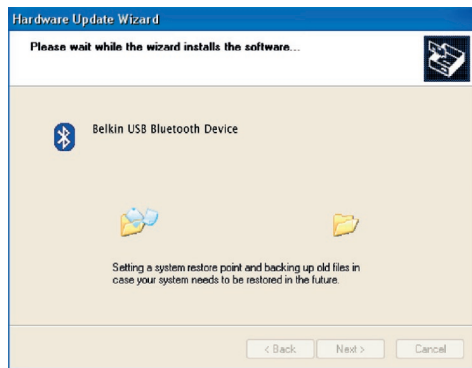 Hardware Update Wizard
Please wait while the wizard installs the software...
Belkin USB Bluetooth Device
Setting a system restore point and backing up old files in
case your system needs to be restored in the future.
< Back Next > Cancel